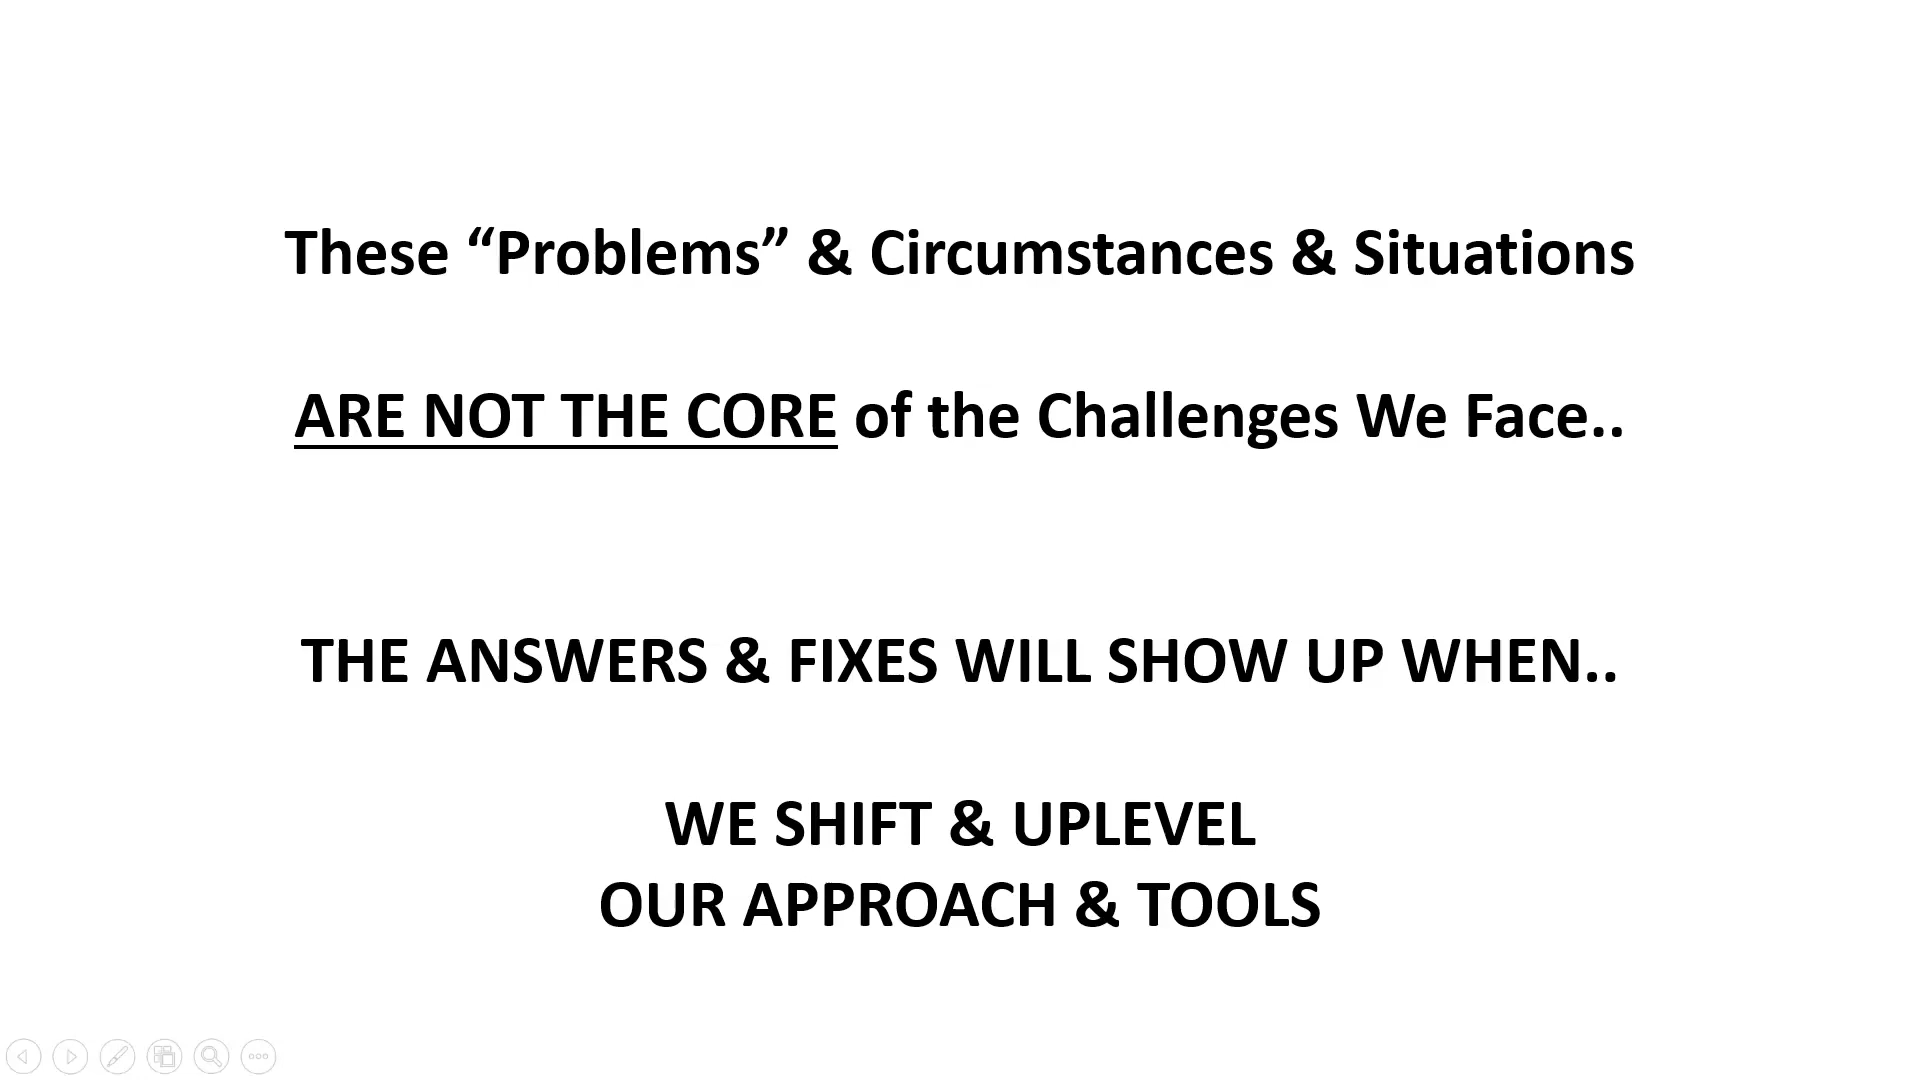 These “Problems” & Circumstances & Situations
ARE NOT THE CORE of the Challenges We Face..
THE ANSWERS & FIXES WILL SHOW UP WHEN..
WE SHIFT & UPLEVEL
OUR APPROACH & TOOLS